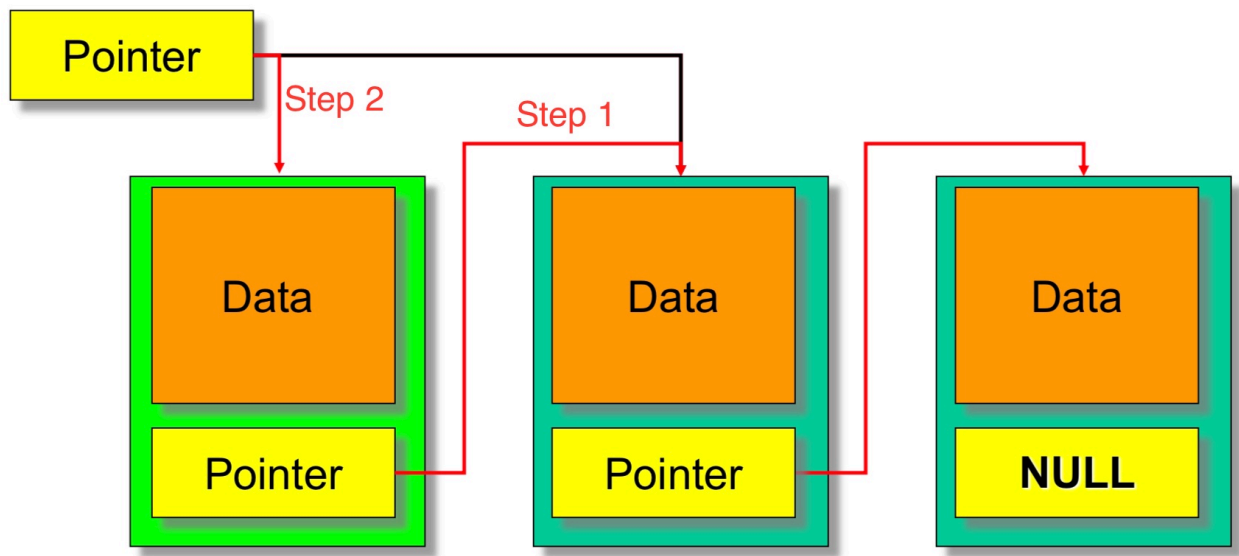 Pointer
Step 2
Step 1
Data
Data
Data
Pointer
Pointer
NULL